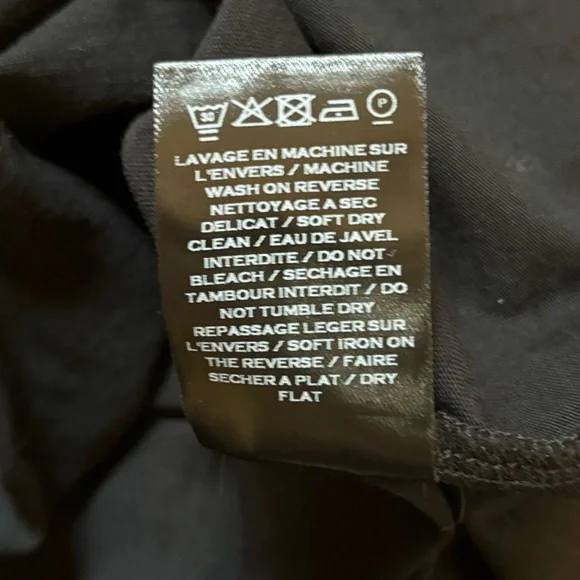 30 P
LAVAGE EN MACHINE SUR
L'ENVERS / MACHINE
WASH ON REVERSE
NETTOYAGE A SEC
DELICAT / SOFT DRY
CLEAN / EAU DE JAVEL
INTERDITE / DO NOT
BLEACH / SECHAGE EN
TAMBOUR INTERDIT / DO
NOT TUMBLE DRY
REPASSAGE LEGER SUR
L'ENVERS / SOFT IRON ON
THE REVERSE / FAIRE
SECHER A PLAT / DRY
FLAT